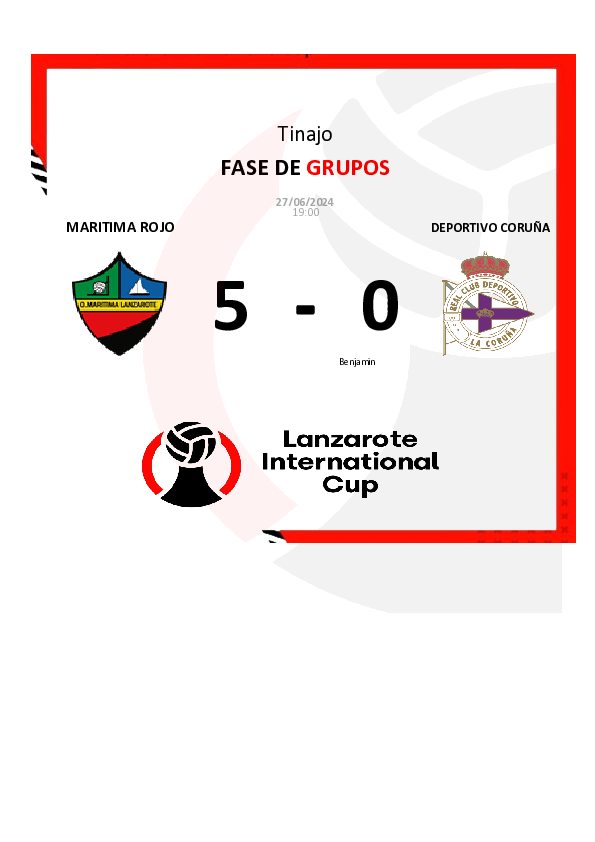 Tinajo
FASE DE GRUPOS
27/06/2024
19:00
MARITIMA ROJO
DEPORTIVO CORUÑA
O.MARITIMA LANZAROTE
REAL CLUB DEPORTIVO
LA CORUÑA
5 - 0
Benjamin
Lanzarote
International
Cup